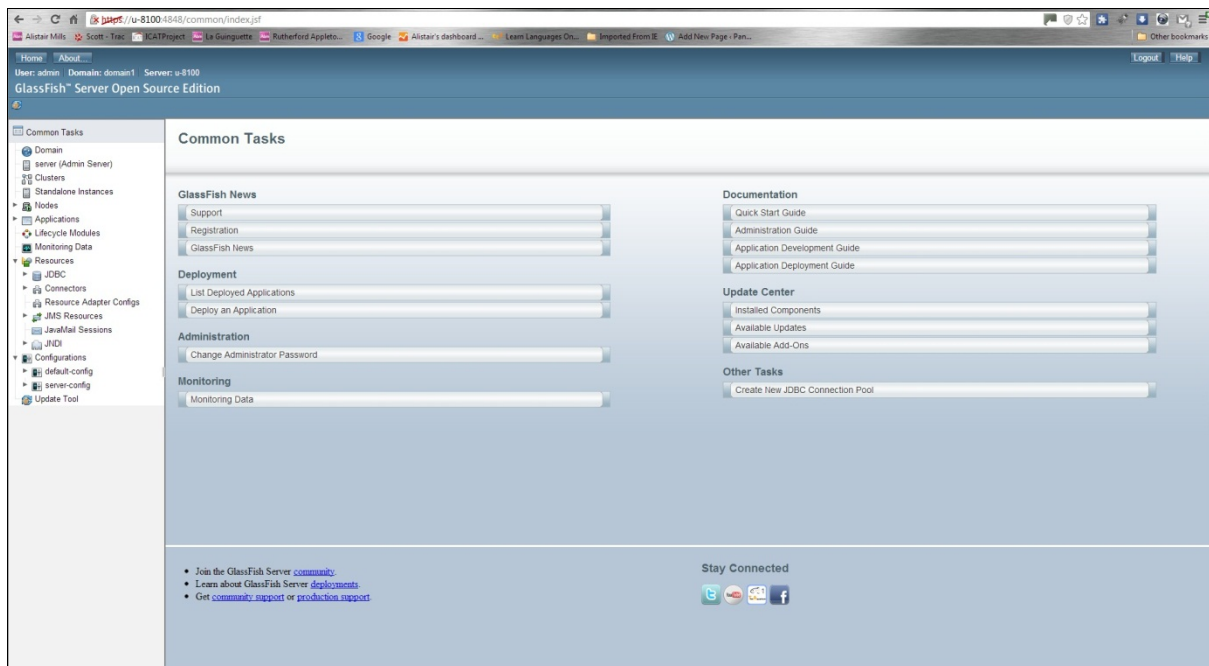 https://u-8100:4848/common/index.jsf
Alistair Mills Scott - Trac ICATProject Le Guinguette Rutherford Appleto... Google Alistair's dashboard ... Learn Languages On... Imported From IE Add New Page ‹ Pan... Other bookmarks
Home About... Logout Help
User: admin Domain: domain1 Server: u-8100
GlassFish™ Server Open Source Edition
Common Tasks
Domain
server (Admin Server)
Clusters
Standalone Instances
Nodes
Applications
Lifecycle Modules
Monitoring Data
Resources
JDBC
Connectors
Resource Adapter Configs
JMS Resources
JavaMail Sessions
JNDI
Configurations
default-config
server-config
Update Tool
Common Tasks
GlassFish News
Support
Registration
GlassFish News
Deployment
List Deployed Applications
Deploy an Application
Administration
Change Administrator Password
Monitoring
Monitoring Data
Documentation
Quick Start Guide
Administration Guide
Application Development Guide
Application Deployment Guide
Update Center
Installed Components
Available Updates
Available Add-Ons
Other Tasks
Create New JDBC Connection Pool
• Join the GlassFish Server community.
• Learn about GlassFish Server deployments.
• Get community support or production support.
Stay Connected